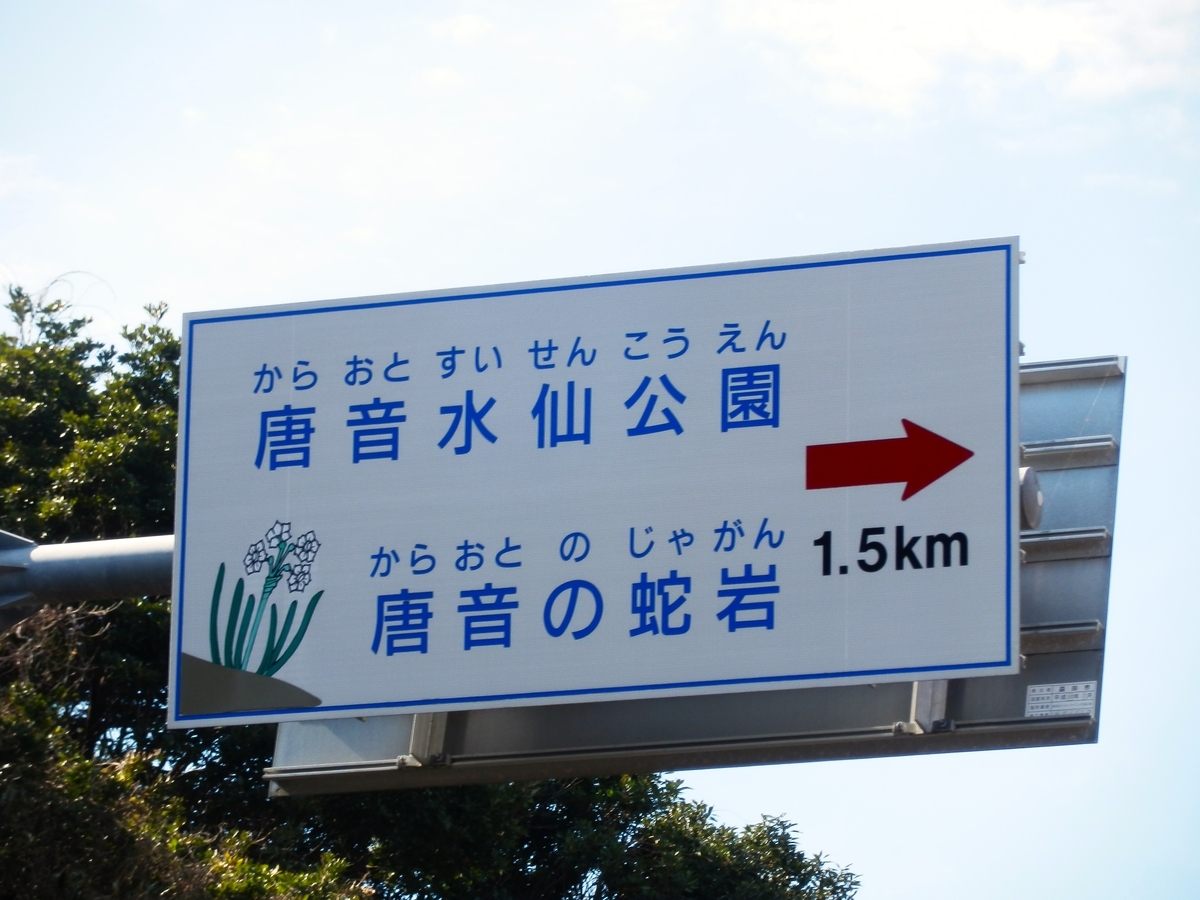 からおとすいせんこうえん
唐音水仙公園
からおとのじゃがん
唐音の蛇岩
1.5km